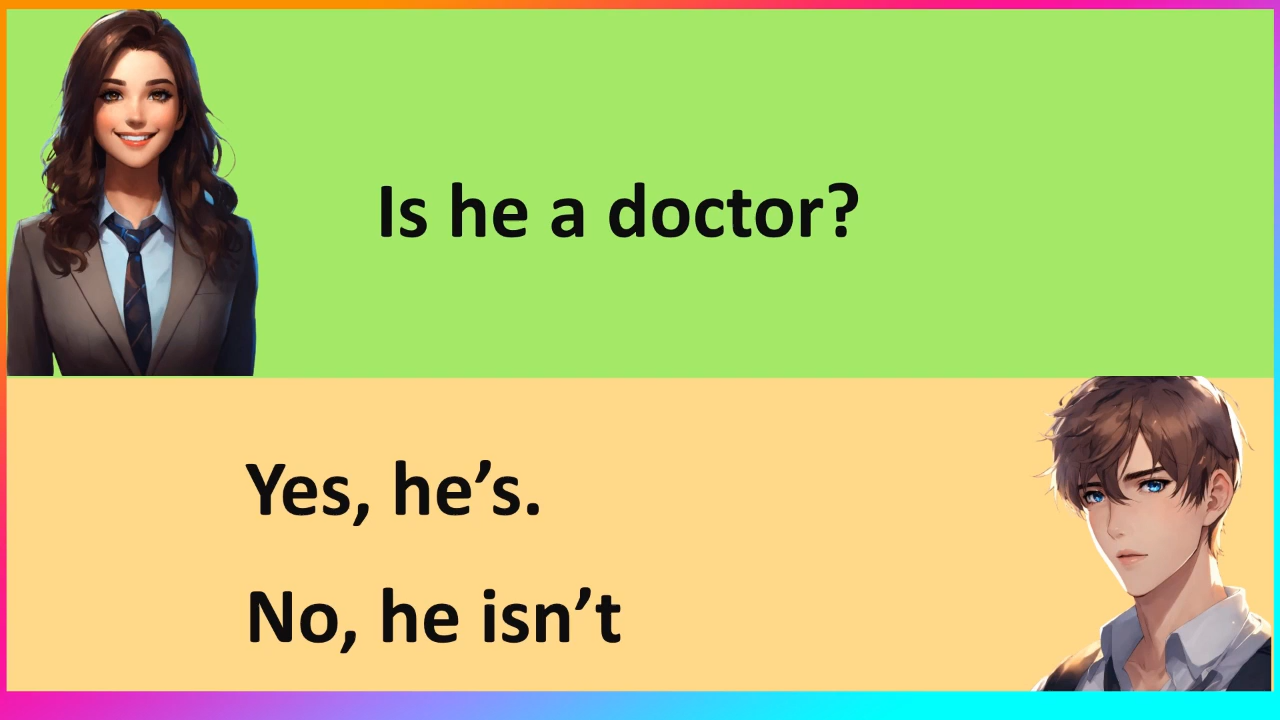 Is he a doctor?
Yes, he’s.
No, he isn’t